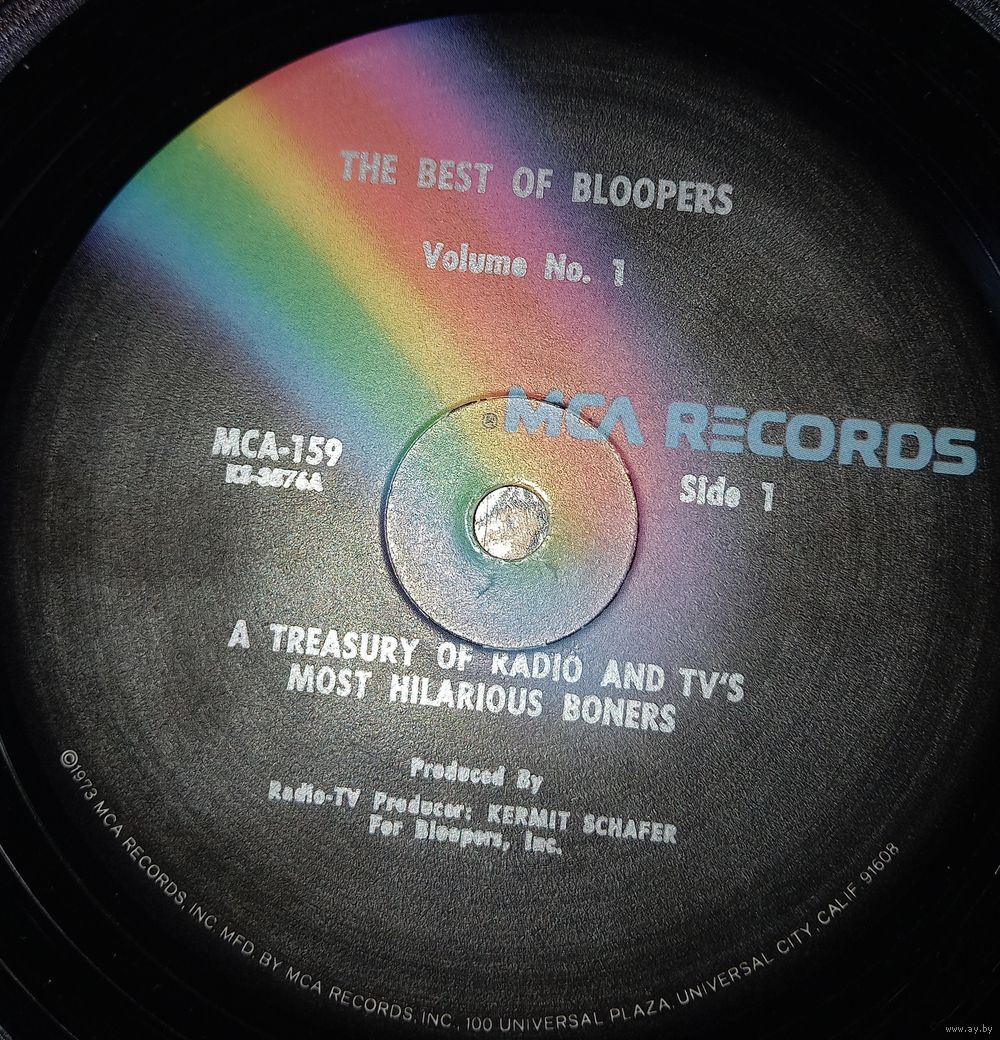 THE BEST OF BLOOPERS
Volume No. 1
® MCA RECORDS
MCA-159
Side 1
A TREASURY OF RADIO AND TV'S
MOST HILARIOUS BONERS
Produced By
Radio-TV Producer: KERMIT SCHAFER
For Bloopers, Inc.
©1973 MCA RECORDS, INC. MFD. BY MCA RECORDS, INC., 100 UNIVERSAL PLAZA, UNIVERSAL CITY, CALIF. 91608
www.ay.by